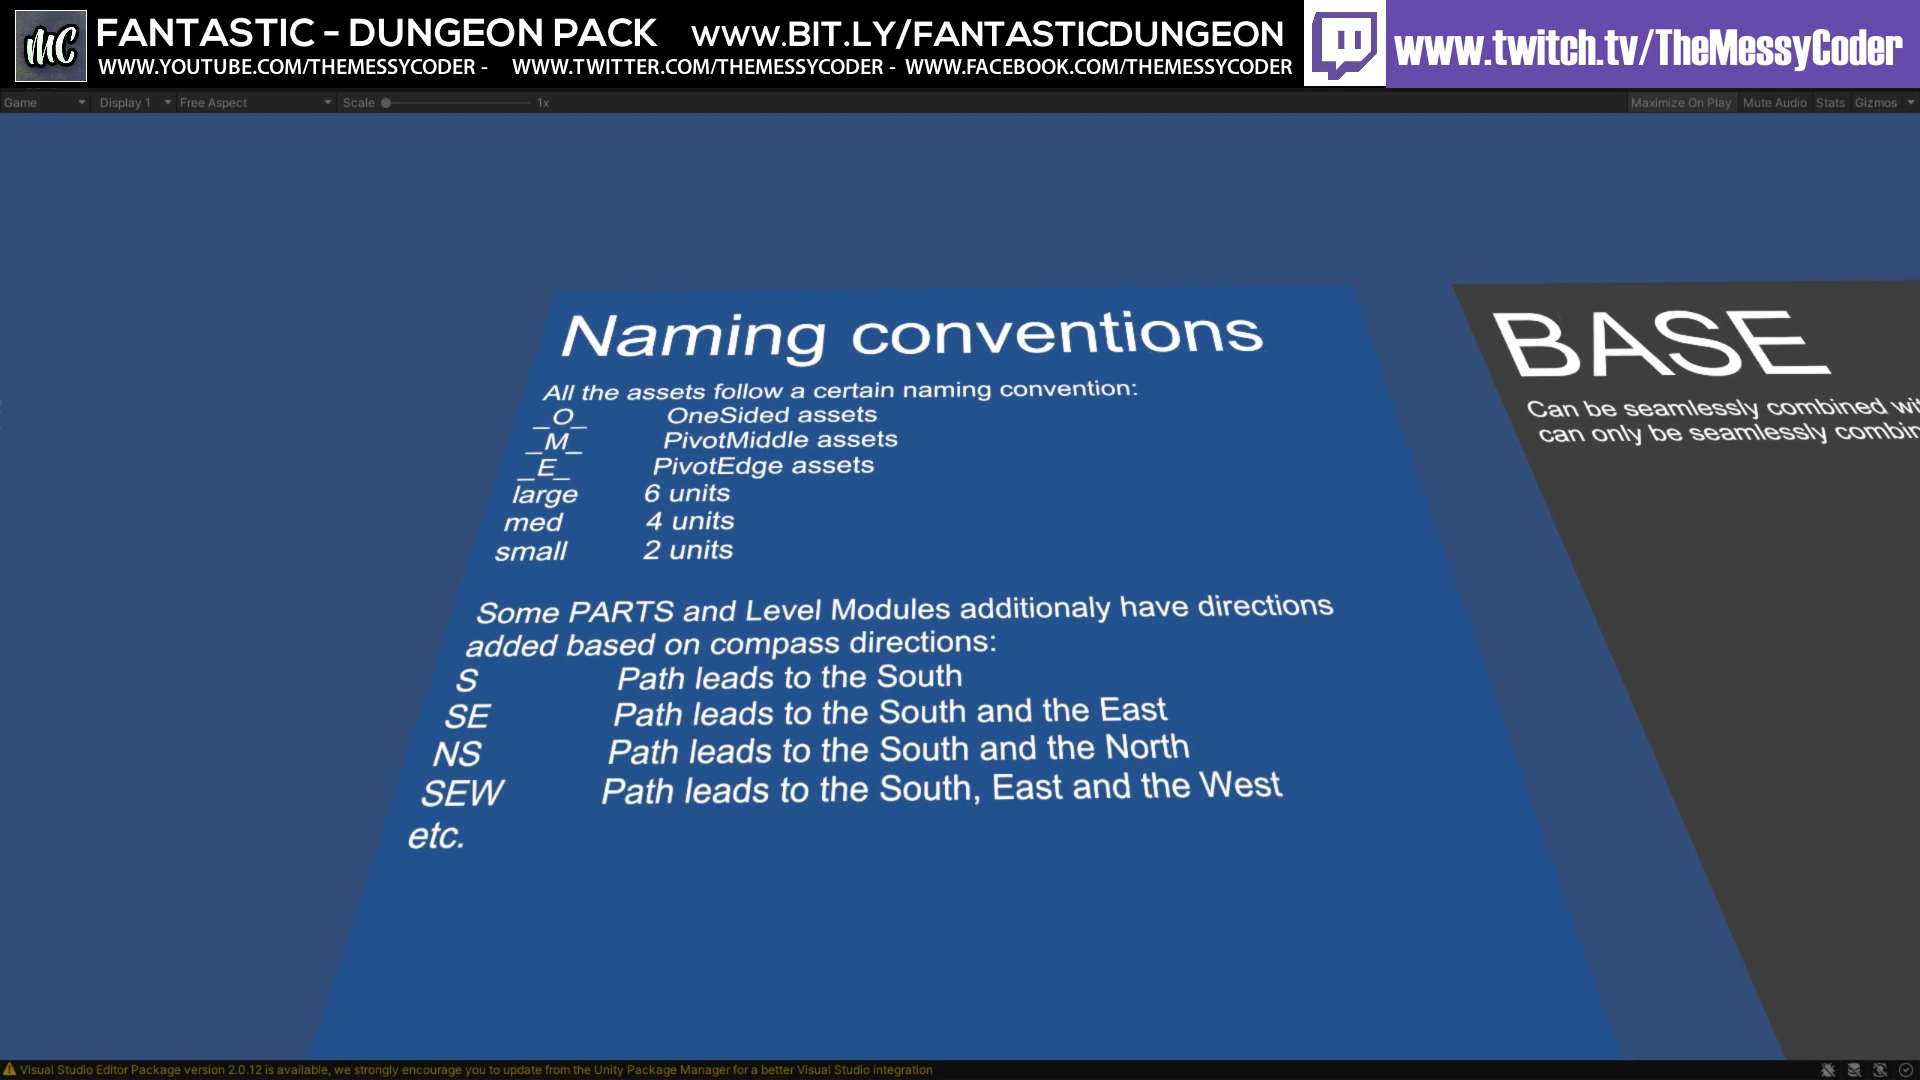 MC FANTASTIC - DUNGEON PACK WWW.BIT.LY/FANTASTICDUNGEON www.twitch.tv/TheMessyCoder
WWW.YOUTUBE.COM/THEMESSYCODER - WWW.TWITTER.COM/THEMESSYCODER - WWW.FACEBOOK.COM/THEMESSYCODER
Game Display 1 Free Aspect Scale 1x Maximize On Play Mute Audio Stats Gizmos
Naming conventions
All the assets follow a certain naming convention:
_O_ OneSided assets
_M_ PivotMiddle assets
_E_ PivotEdge assets
large 6 units
med 4 units
small 2 units
Some PARTS and Level Modules additionaly have directions
added based on compass directions:
S Path leads to the South
SE Path leads to the South and the East
NS Path leads to the South and the North
SEW Path leads to the South, East and the West
etc.
BASE
Can be seamlessly combined
can only be seamlessly
Visual Studio Editor Package version 2.0.12 is available, we strongly encourage you to update from the Unity Package Manager for a better Visual Studio integration